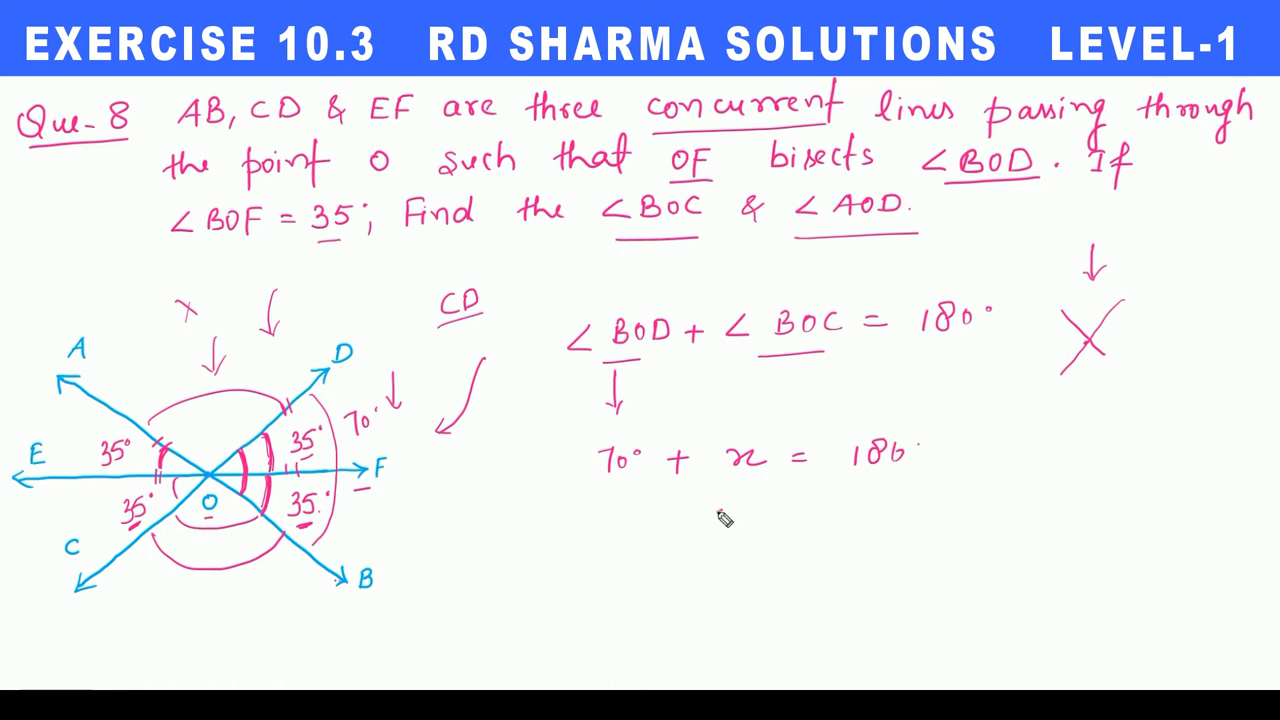 EXERCISE 10.3 RD SHARMA SOLUTIONS LEVEL-1
Que-8 AB, CD & EF are three concurrent lines passing through
the point O such that OF bisects ∠BOD. If
∠BOF = 35°, Find the ∠BOC & ∠AOD.
CD
∠BOD + ∠BOC = 180°
A
D
70°
35°
35°
E
F
70° + x = 180°
35°
O
35°
C
B